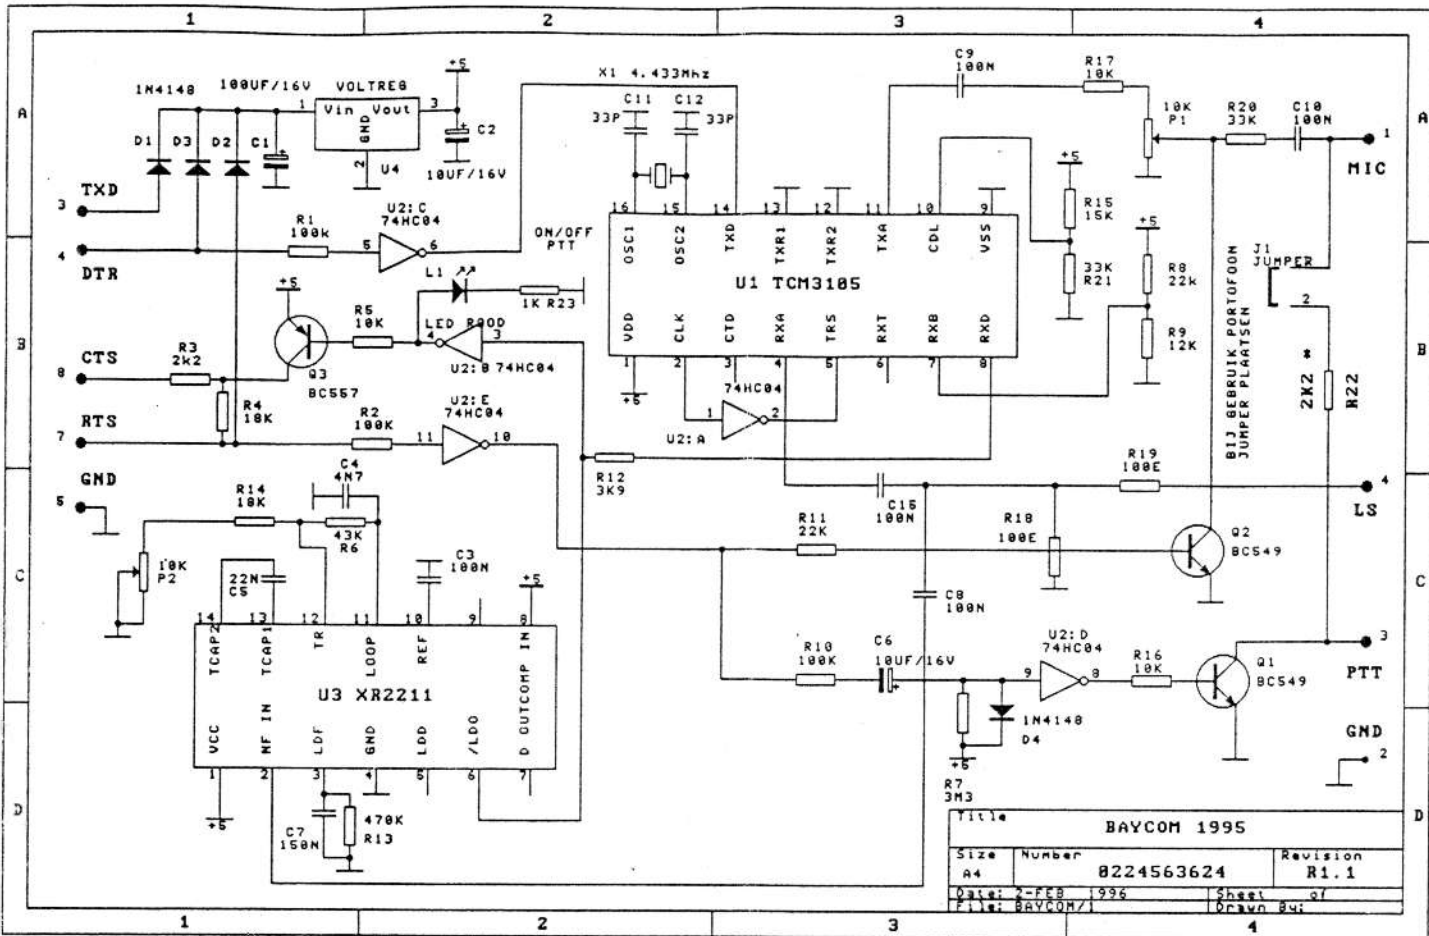 1 2 3 4
A A
B B
C C
D D
1 2 3 4
1N4148
100UF/16V
VOLTREG
+5
1 Vin Vout 3
GND
2
U4
D1 D3 D2 C1
C2
10UF/16V
TXD
3
4
DTR
R1
100k
U2:C
74HC04
5 6
ON/OFF
PTT
L1
1K R23
LED ROOD
+5
R5
10K
4 3
U2:B 74HC04
Q3
BC557
CTS
8
R3
2k2
R4
18K
RTS
7
R2
100K
U2:E
74HC04
11 10
GND
5
X1 4.433Mhz
C11 C12
33P 33P
C9
100N
R17
10K
10K
P1
R20
33K
C10
100N
1
MIC
16 15 14 13 12 11 10 9
OSC1 OSC2 TXD TXR1 TXR2 TXA CDL VSS
U1 TCM3105
VDD CLK CTD RXA TRS RXT RXB RXD
1 2 3 4 5 6 7 8
+5
74HC04
1 2
U2:A
+5
R15
15K
33K
R21
+5
R8
22k
R9
12K
J1
JUMPER
2
BIJ GEBRUIK PORTOFOON
JUMPER PLAATSEN
2K2 *
R22
R12
3K9
C15
100N
R19
100E
4
LS
R11
22K
R18
100E
Q2
BC549
C8
100N
R14
18K
C4
4N7
43K
R6
10K
P2
22N
C5
C3
100N
+5
14 13 12 11 10 9 8
TCAP2 TCAP1 TR LOOP REF D OUTCOMP IN
U3 XR2211
VCC NF IN LDF GND LDD /LDO
1 2 3 4 5 6 7
+5
C7
150N
470K
R13
R10
100K
C6
10UF/16V
+
U2:D
74HC04
9 8
R16
10K
Q1
BC549
3
PTT
1N4148
D4
+5
R7
3M3
GND
2
Title
BAYCOM 1995
Size
A4
Number
0224563624
Revision
R1.1
Date: 2-FEB 1996
Sheet of
File: BAYCOM/1
Drawn By: